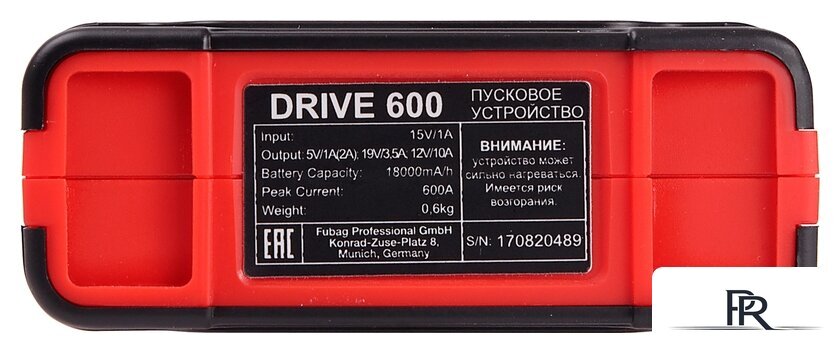 DRIVE 600
ПУСКОВОЕ
УСТРОЙСТВО
Input: 15V/1A
Output: 5V/1A(2A); 19V/3,5A; 12V/10A
Battery Capacity: 18000mA/h
Peak Current: 600A
Weight: 0,6kg
ВНИМАНИЕ:
устройство может
сильно нагреваться.
Имеется риск
возгорания.
EAC
Fubag Professional GmbH
Konrad-Zuse-Platz 8,
Munich, Germany
S/N: 170820489
PR